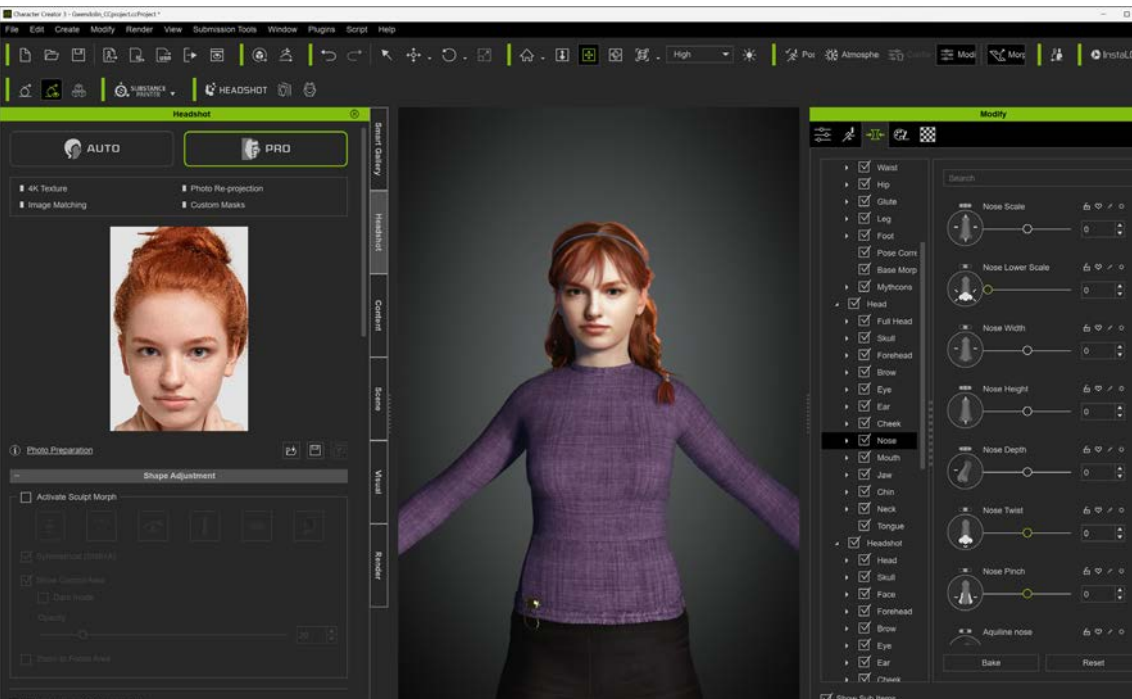 Character Creator 3 - Gwendolin_CCproject.ccProject *
File Edit Create Modify Render View Submission Tools Window Plugins Script Help
High
Atmosphe
Modi
Morp
InstaL
SUBSTANCE PAINTER
HEADSHOT
Headshot
AUTO
PRO
4K Texture
Photo Re-projection
Image Matching
Custom Masks
Photo Preparation
Shape Adjustment
Activate Sculpt Morph
Opacity
20
Smart Gallery
Headshot
Content
Scene
Visual
Render
Modify
Waist
Hip
Glute
Leg
Foot
Pose Corre
Base Morp
Mythcons
Head
Full Head
Skull
Forehead
Brow
Eye
Ear
Cheek
Nose
Mouth
Jaw
Chin
Neck
Tongue
Headshot
Head
Skull
Face
Forehead
Brow
Eye
Ear
Cheek
Show Sub Items
Search
Nose Scale
0
Nose Lower Scale
0
Nose Width
0
Nose Height
0
Nose Depth
0
Nose Twist
0
Nose Pinch
0
Aquiline nose
Bake
Reset